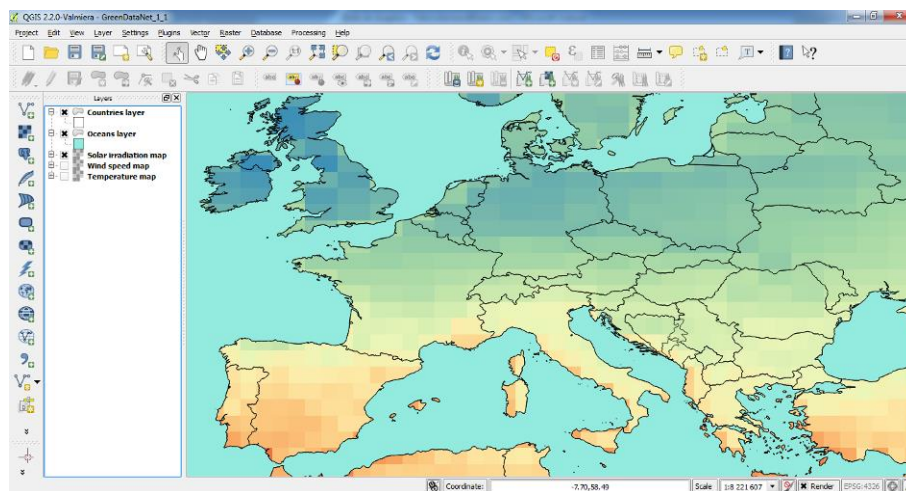 QGIS 2.2.0-Valmiera - GreenDataNet_1_1
Project Edit View Layer Settings Plugins Vector Raster Database Processing Help
Layers
Countries layer
Oceans layer
Solar irradiation map
Wind speed map
Temperature map
Coordinate: -7.70,58.49 Scale 1:8 221 607 Render EPSG:4326